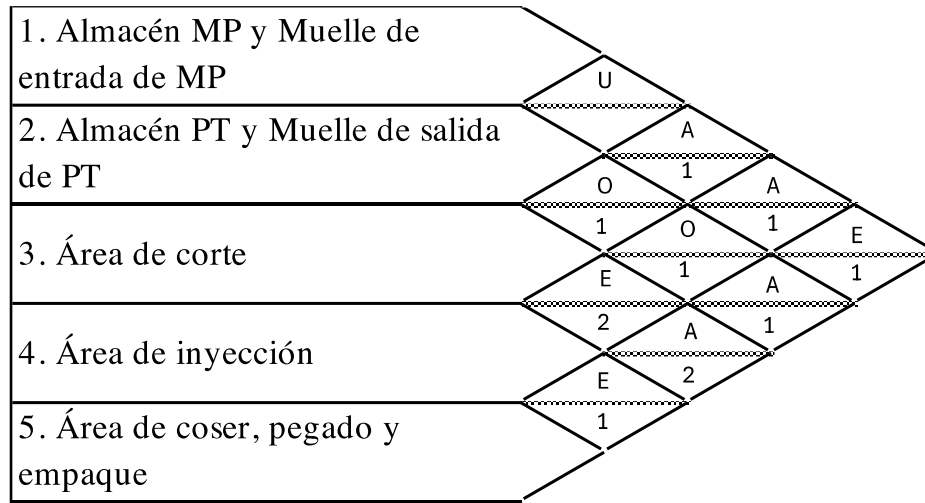 1. Almacén MP y Muelle de
entrada de MP
U
2. Almacén PT y Muelle de salida
de PT
A
1
O
1
A
1
3. Área de corte
O
1
E
1
E
2
A
1
4. Área de inyección
A
2
E
1
5. Área de coser, pegado y
empaque